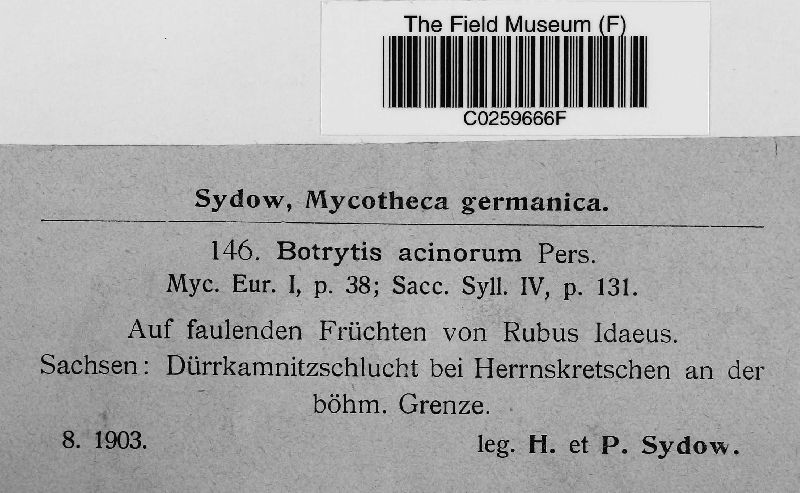 The Field Museum (F)
C0259666F
Sydow, Mycotheca germanica.
146. Botrytis acinorum Pers.
Myc. Eur. I, p. 38; Sacc. Syll. IV, p. 131.
Auf faulenden Früchten von Rubus Idaeus.
Sachsen: Dürrkamnitzschlucht bei Herrnskretschen an der
böhm. Grenze.
8. 1903. leg. H. et P. Sydow.